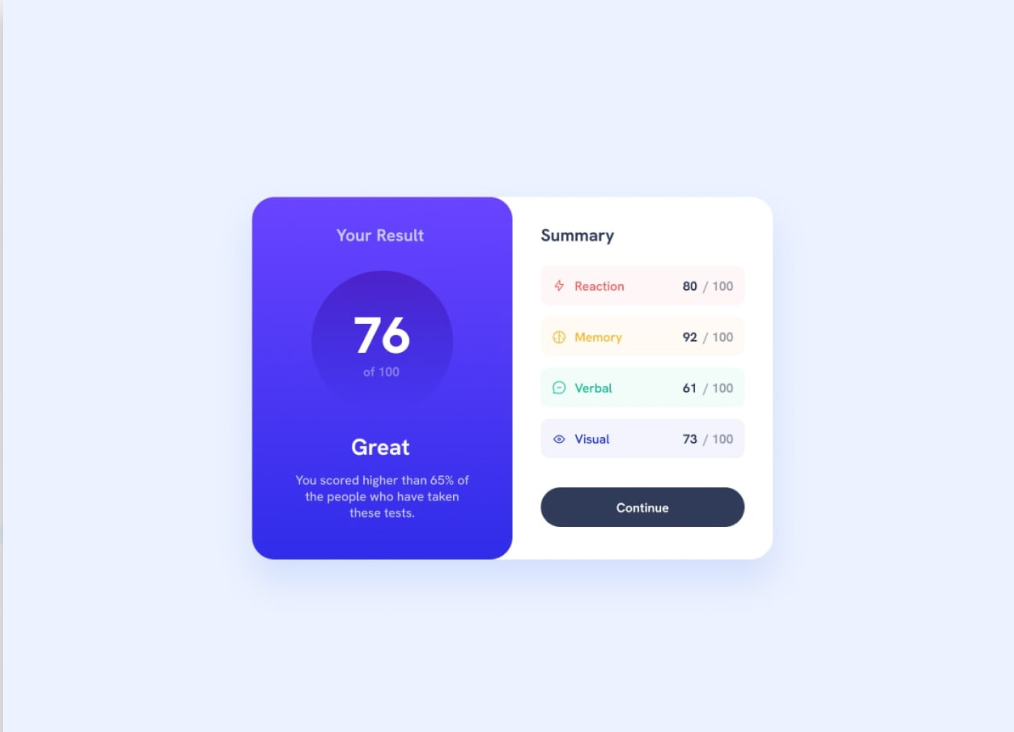 Your Result
76
of 100
Great
You scored higher than 65% of
the people who have taken
these tests.
Summary
Reaction 80 / 100
Memory 92 / 100
Verbal 61 / 100
Visual 73 / 100
Continue